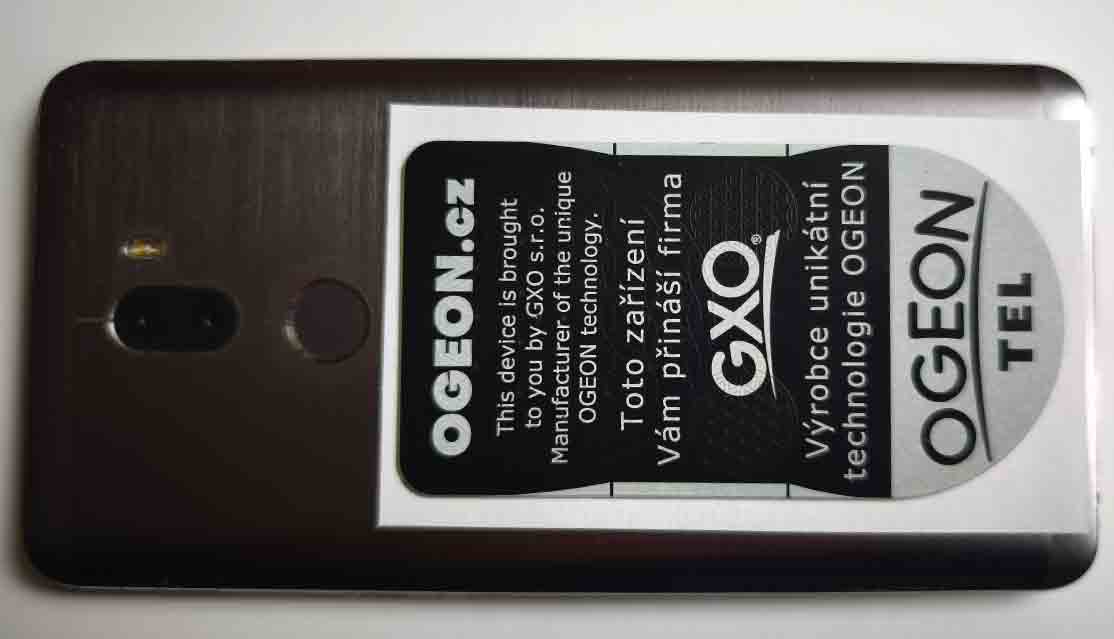 OGEON.cz
This device is brought
to you by GXO s.r.o.
Manufacturer of the unique
OGEON technology.
Toto zařízení
Vám přináší firma
GXO®
Výrobce unikátní
technologie OGEON
OGEON
TEL